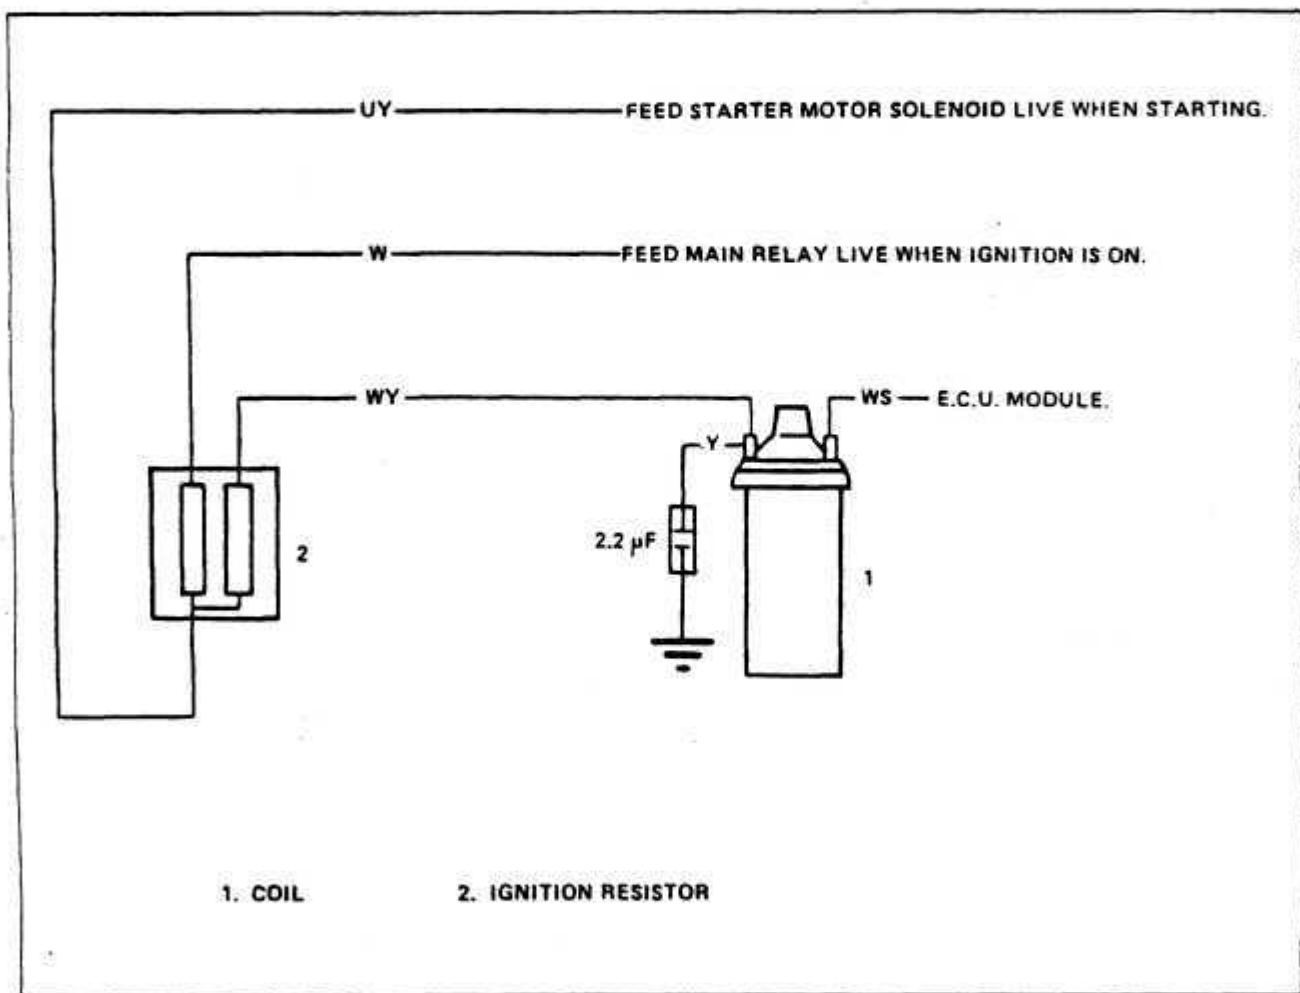 UY FEED STARTER MOTOR SOLENOID LIVE WHEN STARTING.
W FEED MAIN RELAY LIVE WHEN IGNITION IS ON.
WY WS E.C.U. MODULE.
Y
2.2 µF
2
1
1. COIL 2. IGNITION RESISTOR